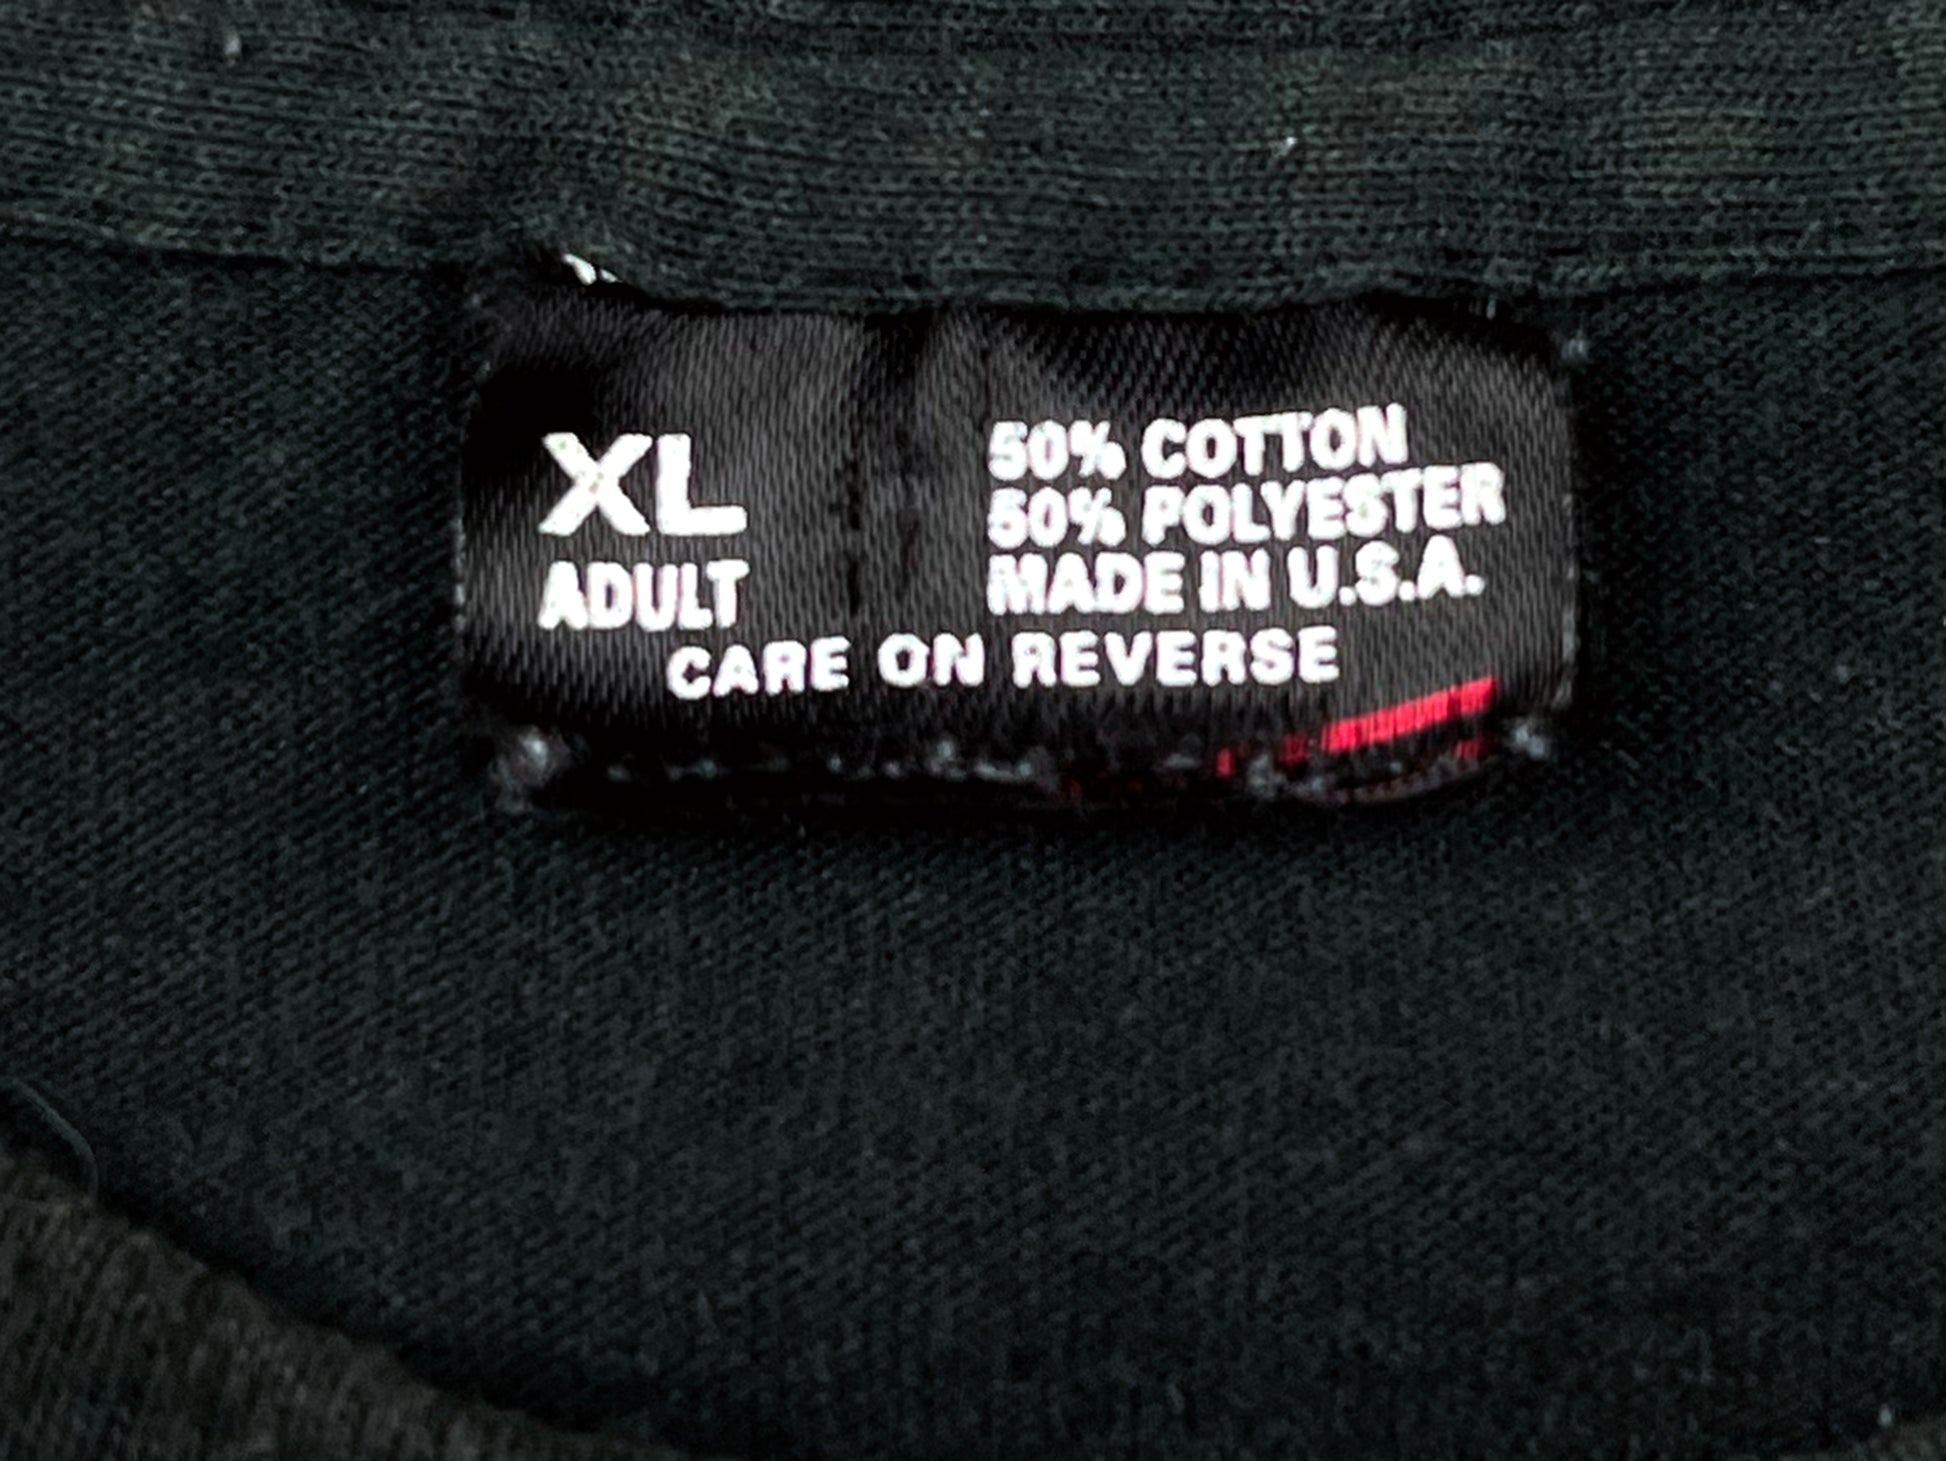 XL
ADULT
50% COTTON
50% POLYESTER
MADE IN U.S.A.
CARE ON REVERSE